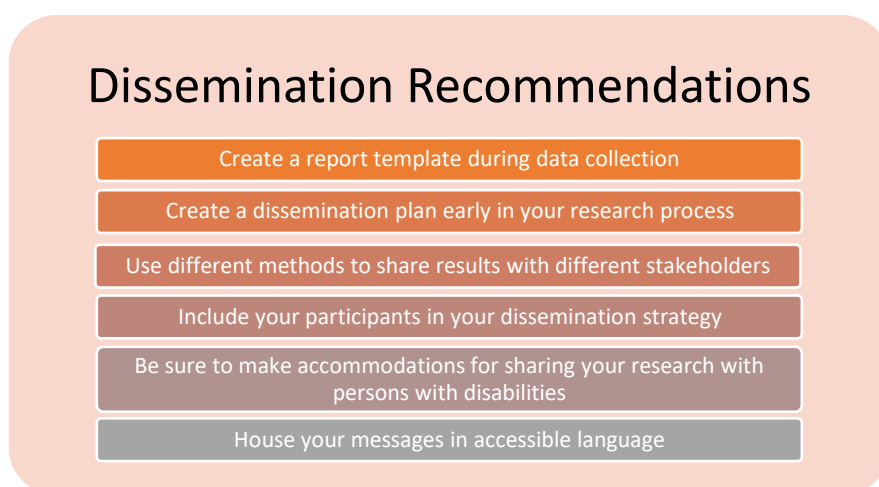 Dissemination Recommendations
Create a report template during data collection
Create a dissemination plan early in your research process
Use different methods to share results with different stakeholders
Include your participants in your dissemination strategy
Be sure to make accommodations for sharing your research with
persons with disabilities
House your messages in accessible language